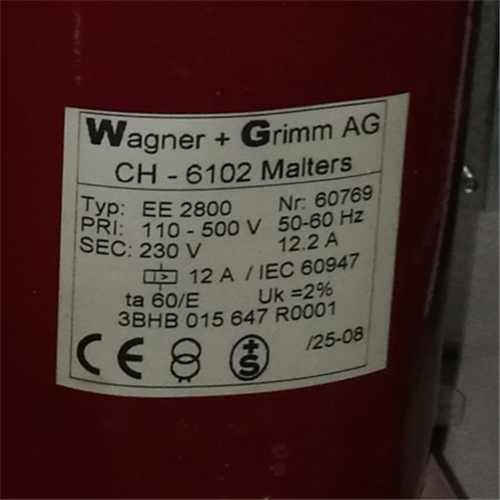 Wagner + Grimm AG
CH - 6102 Malters
Typ: EE 2800 Nr: 60769
PRI: 110 - 500 V 50-60 Hz
SEC: 230 V 12.2 A
12 A / IEC 60947
ta 60/E Uk =2%
3BHB 015 647 R0001
/25-08
CE +S